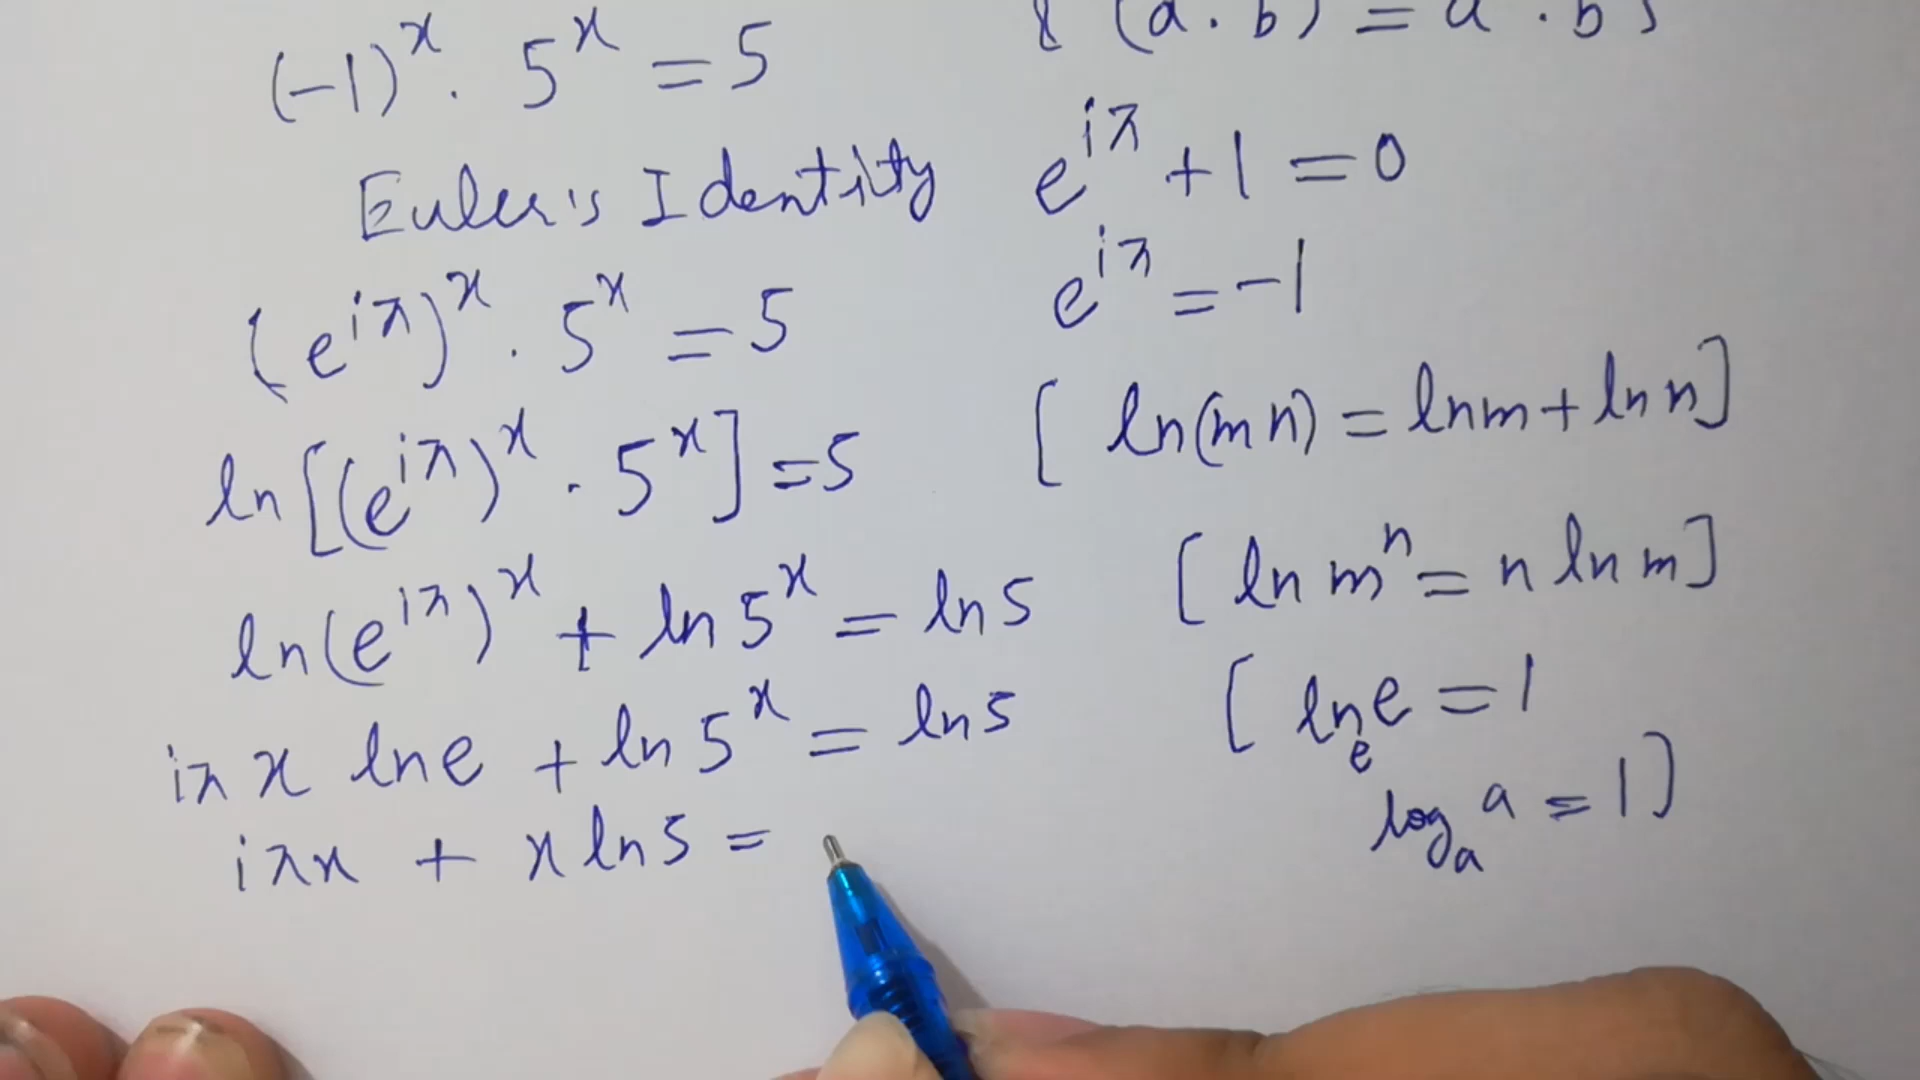 (-1)^x . 5^x = 5
(a . b) = a . b }
Euler's Identity
e^{iπ} + 1 = 0
(e^{iπ})^x . 5^x = 5
e^{iπ} = -1
ln[(e^{iπ})^x . 5^x] = 5
[ ln(mn) = ln m + ln n]
ln(e^{iπ})^x + ln 5^x = ln 5
[ ln m^n = n ln m]
iπ x ln e + ln 5^x = ln 5
[ ln_e e = 1
iπx + x ln 5 =
log_a a = 1]